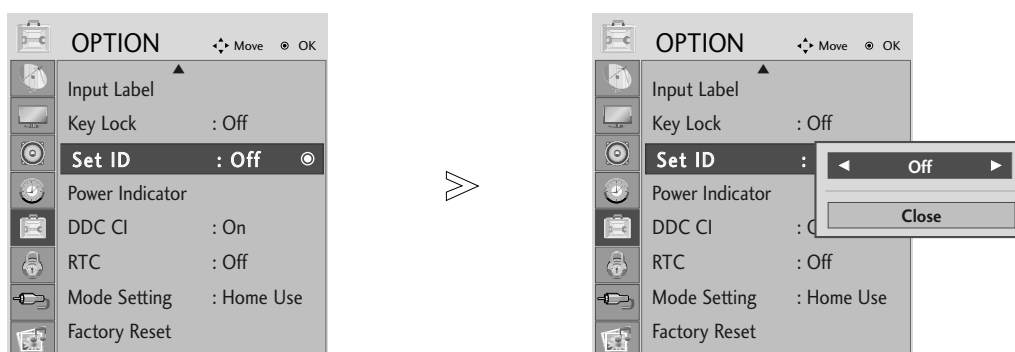 OPTION Move OK
Input Label
Key Lock : Off
Set ID : Off
Power Indicator
DDC CI : On
RTC : Off
Mode Setting : Home Use
Factory Reset
OPTION Move OK
Input Label
Key Lock : Off
Set ID :
Off
Power Indicator
Close
DDC CI :
RTC : Off
Mode Setting : Home Use
Factory Reset